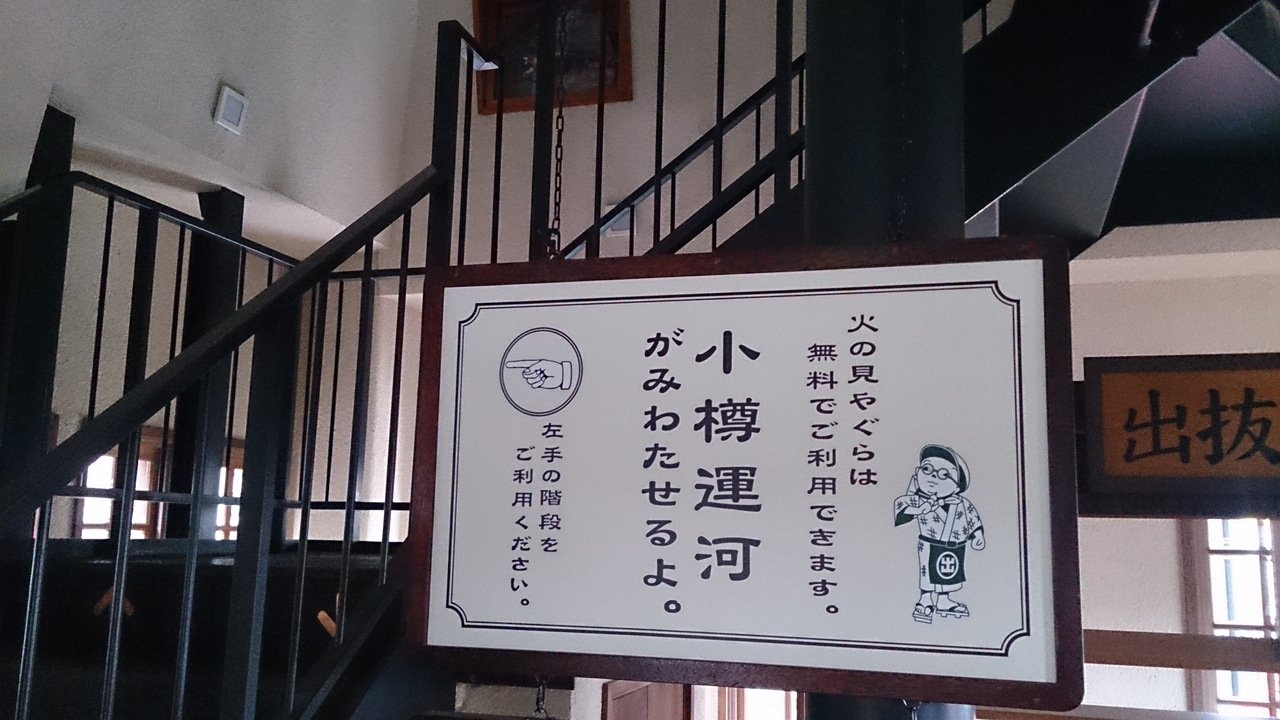 火の見やぐらは
無料でご利用できます。
小樽運河
がみわたせるよ。
左手の階段を
ご利用ください。
出
出抜